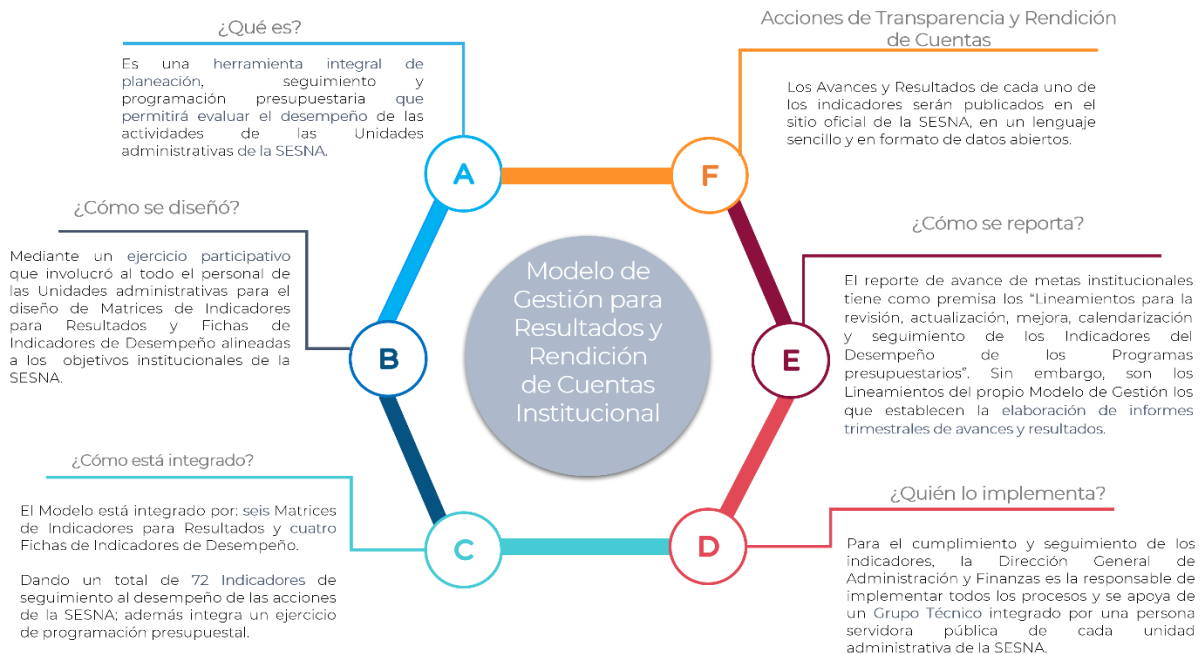 ¿Qué es?
Es una herramienta integral de
planeación, seguimiento y
programación presupuestaria que
permitirá evaluar el desempeño de las
actividades de las Unidades
administrativas de la SESNA.
A
¿Cómo se diseñó?
Mediante un ejercicio participativo
que involucró al todo el personal de
las Unidades administrativas para el
diseño de Matrices de Indicadores
para Resultados y Fichas de
Indicadores de Desempeño alineadas
a los objetivos institucionales de la
SESNA.
B
¿Cómo está integrado?
El Modelo está integrado por: seis Matrices
de Indicadores para Resultados y cuatro
Fichas de Indicadores de Desempeño.
Dando un total de 72 Indicadores de
seguimiento al desempeño de las acciones
de la SESNA; además integra un ejercicio
de programación presupuestal.
C
Modelo de
Gestión para
Resultados y
Rendición
de Cuentas
Institucional
¿Quién lo implementa?
Para el cumplimiento y seguimiento de los
indicadores, la Dirección General de
Administración y Finanzas es la responsable de
implementar todos los procesos y se apoya de
un Grupo Técnico integrado por una persona
servidora pública de cada unidad
administrativa de la SESNA.
D
¿Cómo se reporta?
El reporte de avance de metas institucionales
tiene como premisa los “Lineamientos para la
revisión, actualización, mejora, calendarización
y seguimiento de los Indicadores del
Desempeño de los Programas
presupuestarios”. Sin embargo, son los
Lineamientos del propio Modelo de Gestión los
que establecen la elaboración de informes
trimestrales de avances y resultados.
E
Acciones de Transparencia y Rendición
de Cuentas
Los Avances y Resultados de cada uno de
los indicadores serán publicados en el
sitio oficial de la SESNA, en un lenguaje
sencillo y en formato de datos abiertos.
F